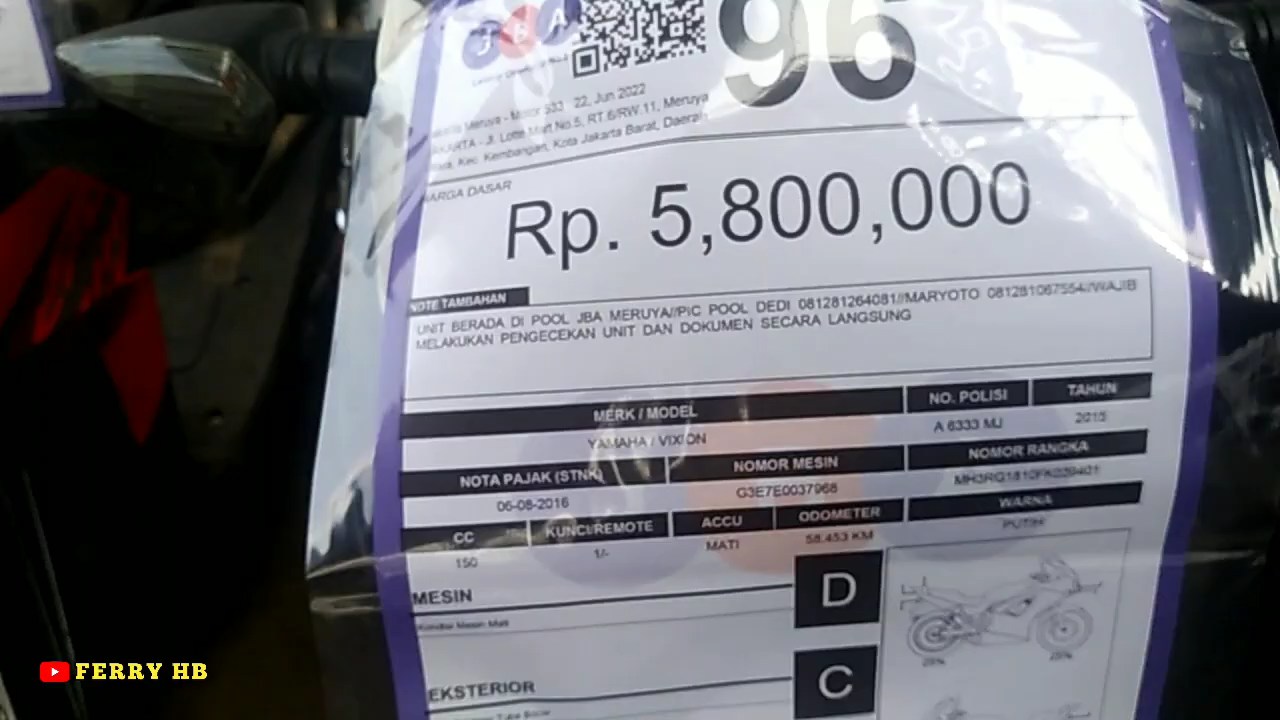 JBA
96
Meruya - Motor S33 22, Jun 2022
JAKARTA - Jl. Lotte Mart No.5, RT.6/RW.11, Meruya
Kec. Kembangan, Kota Jakarta Barat, Daerah
HARGA DASAR
Rp. 5,800,000
NOTE TAMBAHAN
UNIT BERADA DI POOL JBA MERUYA//PIC POOL DEDI 081281264081//MARYOTO 081281087554//WAJIB
MELAKUKAN PENGECEKAN UNIT DAN DOKUMEN SECARA LANGSUNG
MERK / MODEL NO. POLISI TAHUN
YAMAHA / VIXION A 6333 MJ 2015
NOTA PAJAK (STNK) NOMOR MESIN NOMOR RANGKA
06-08-2016 G3E7E0037968
CC KUNCI/REMOTE ACCU ODOMETER WARNA
150 1/- MATI 58.453 KM PUTIH
MESIN D
Kondisi Mesin Mati
EKSTERIOR C
FERRY HB